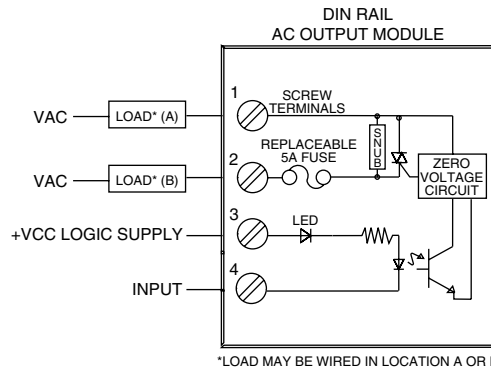 DIN RAIL
AC OUTPUT MODULE
1
SCREW
TERMINALS
VAC
LOAD* (A)
SNUB
REPLACEABLE
5A FUSE
2
ZERO
VOLTAGE
CIRCUIT
VAC
LOAD* (B)
3
LED
+VCC LOGIC SUPPLY
4
INPUT
*LOAD MAY BE WIRED IN LOCATION A OR